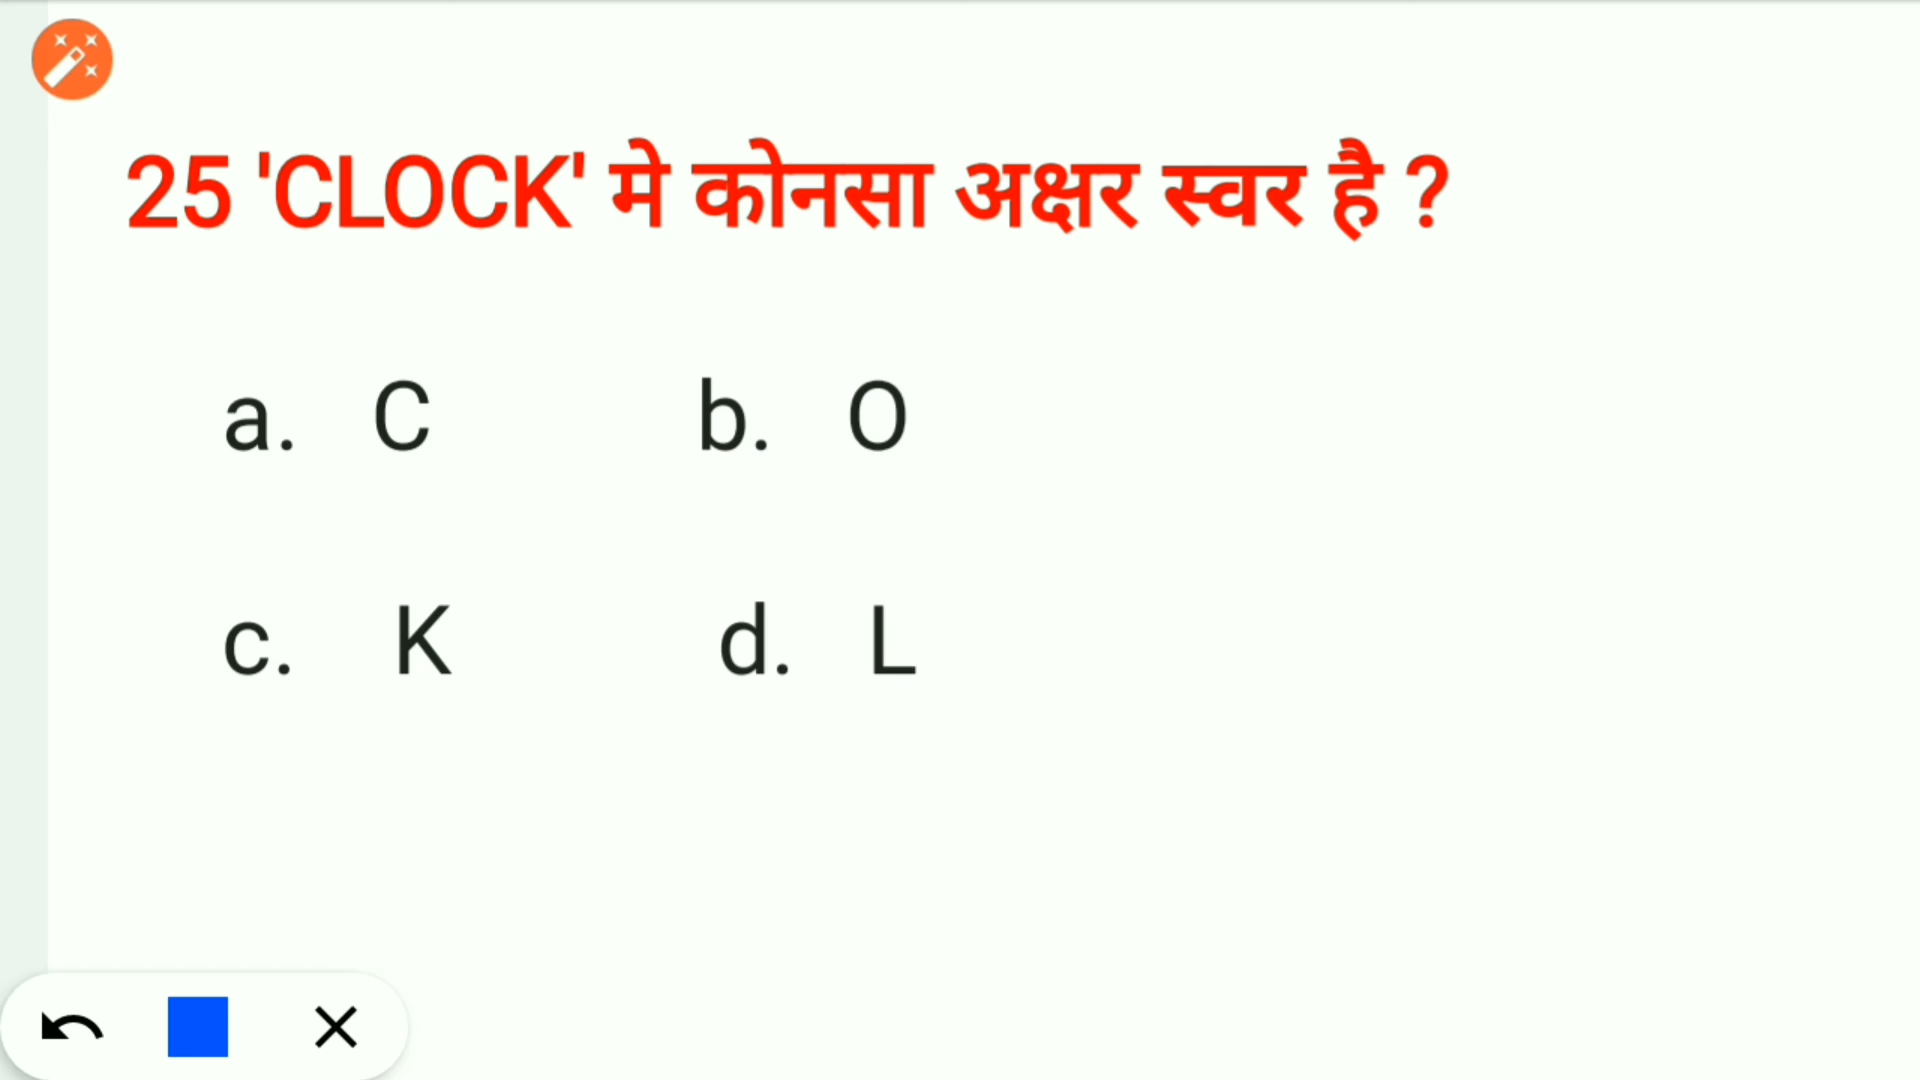 25 'CLOCK' मे कोनसा अक्षर स्वर है ?
a. C b. O
c. K d. L